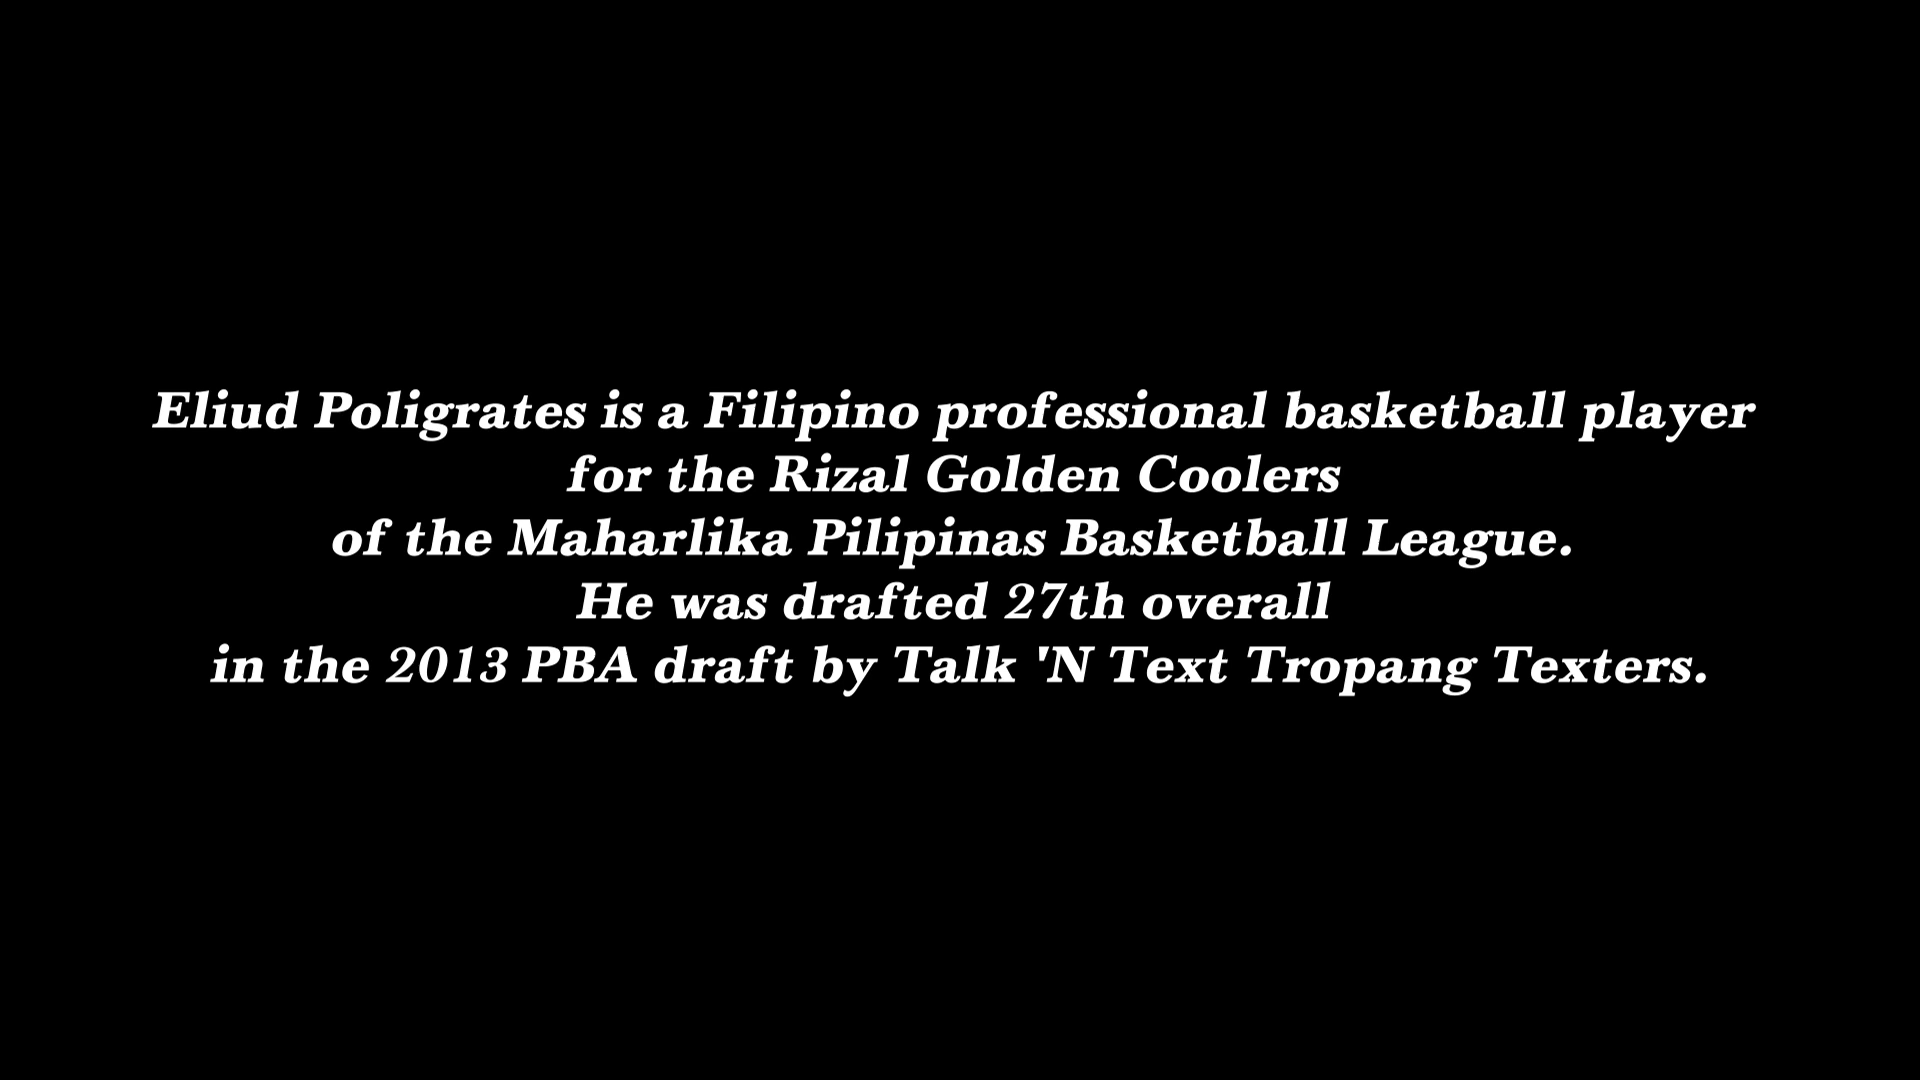 Eliud Poligrates is a Filipino professional basketball player
for the Rizal Golden Coolers
of the Maharlika Pilipinas Basketball League.
He was drafted 27th overall
in the 2013 PBA draft by Talk 'N Text Tropang Texters.